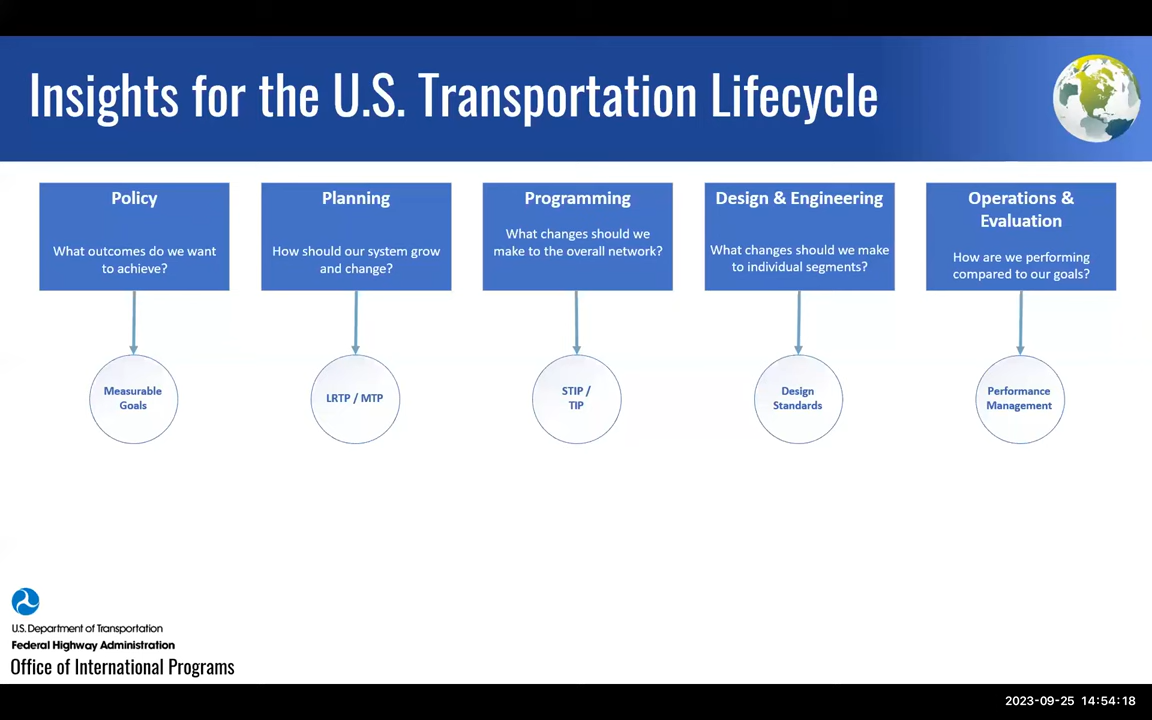 Insights for the U.S. Transportation Lifecycle
Policy
What outcomes do we want
to achieve?
Planning
How should our system grow
and change?
Programming
What changes should we
make to the overall network?
Design & Engineering
What changes should we make
to individual segments?
Operations &
Evaluation
How are we performing
compared to our goals?
Measurable
Goals
LRTP / MTP
STIP /
TIP
Design
Standards
Performance
Management
U.S. Department of Transportation
Federal Highway Administration
Office of International Programs
2023-09-25 14:54:18